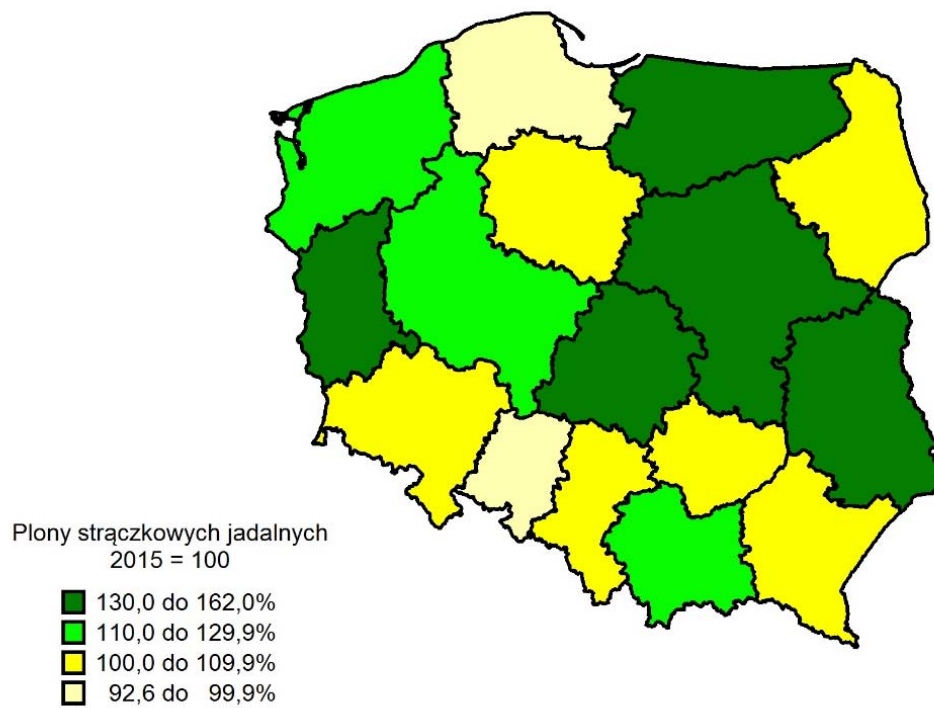 Plony strączkowych jadalnych
2015 = 100
130,0 do 162,0%
110,0 do 129,9%
100,0 do 109,9%
92,6 do 99,9%